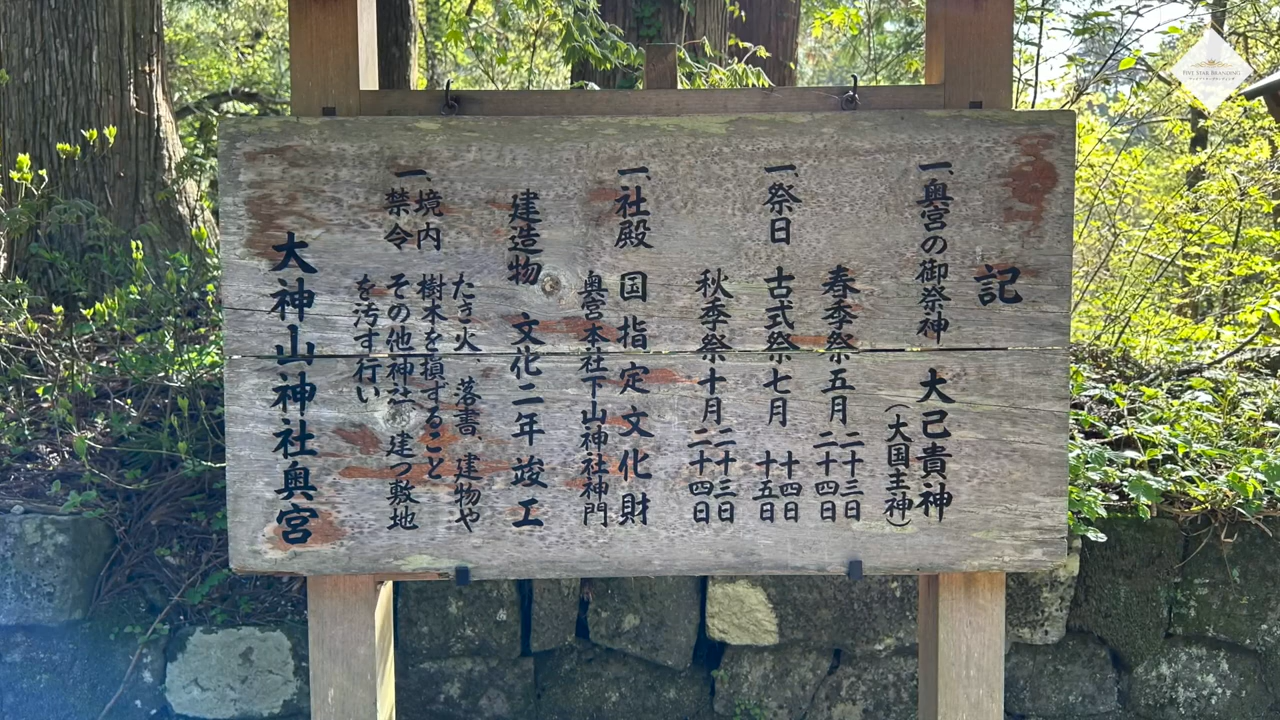 記
一、奥宮の御祭神 大己貴神
(大国主神)
一、祭日 春季祭 五月 二十三日 二十四日
古式祭 七月 十四日 十五日
秋季祭 十月 二十三日 二十四日
一、社殿 国指定文化財
奥宮本社下山神社神門
建造物 文化二年竣工
一、境内禁令 たき火、落書、建物や
樹木を損ずること
その他神社の建つ敷地
を汚す行い
大神山神社奥宮
FIVE STAR BRANDING